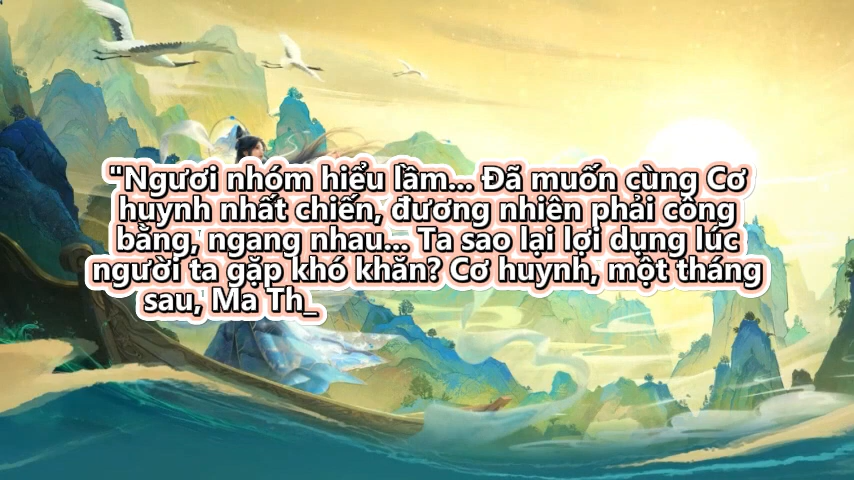 "Ngươi nhóm hiểu lầm... Đã muốn cùng Cơ
huynh nhất chiến, đương nhiên phải công
bằng, ngang nhau... Ta sao lại lợi dụng lúc
người ta gặp khó khăn? Cơ huynh, một tháng
sau, Ma Th_